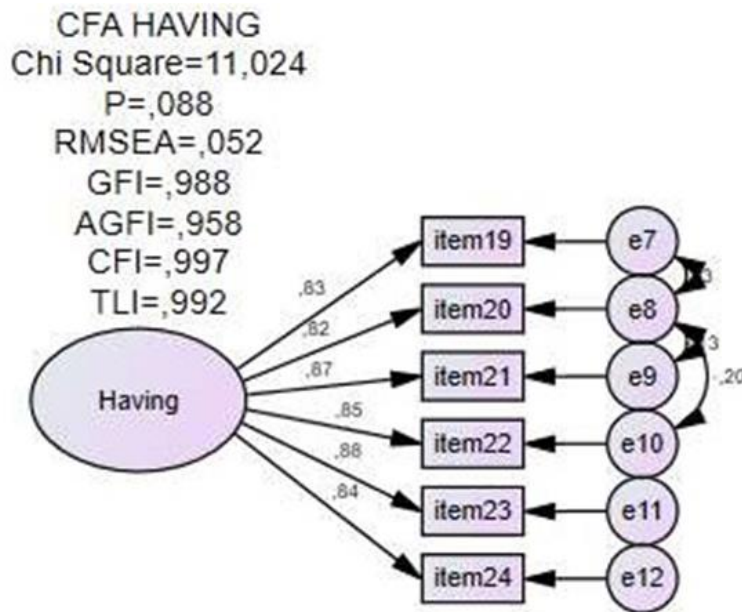 CFA HAVING
Chi Square=11,024
P=,088
RMSEA=,052
GFI=,988
AGFI=,958
CFI=,997
TLI=,992
Having
,83
,82
,87
,85
,88
,84
item19
item20
item21
item22
item23
item24
e7
e8
e9
e10
e11
e12
-,20